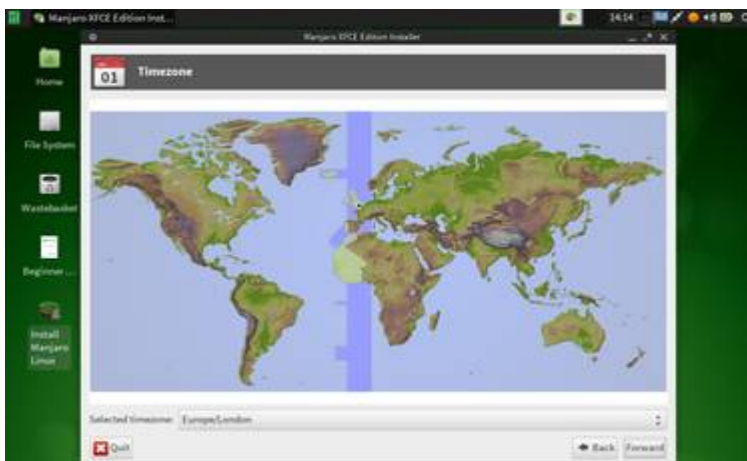 Manjaro XFCE Edition Inst...
14:14
Manjaro XFCE Edition Installer
01
Timezone
Home
File System
Wastebasket
Beginner ...
Install
Manjaro
Linux
Selected timezone: Europe/London
Quit
Back
Forward